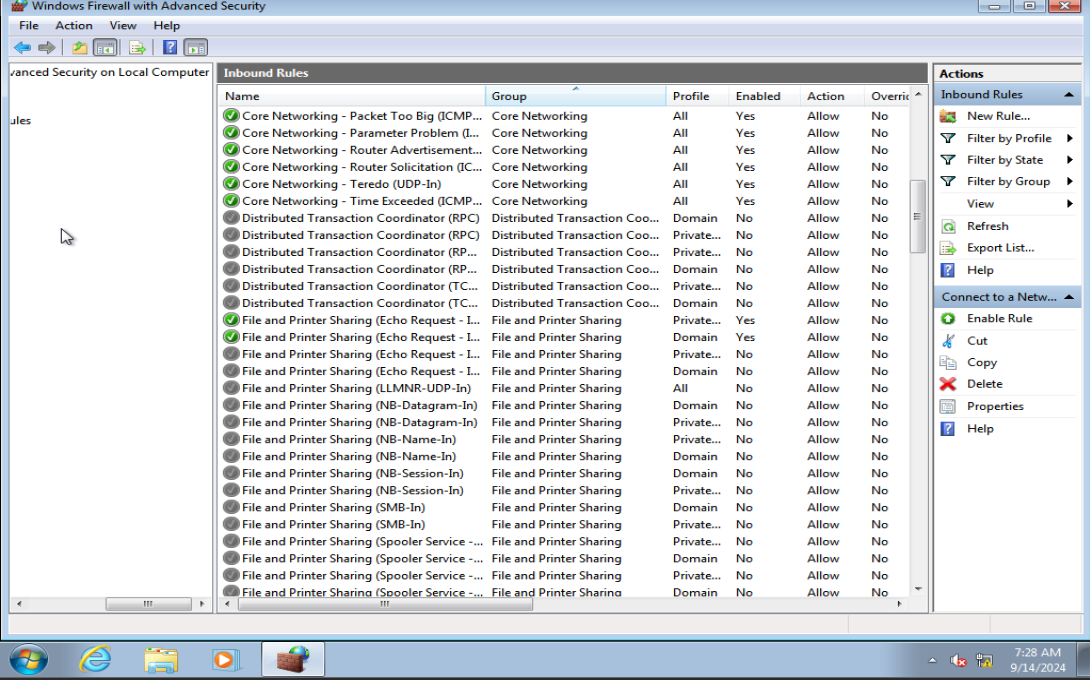 Windows Firewall with Advanced Security
File Action View Help
vanced Security on Local Computer
ules
Inbound Rules
Name Group Profile Enabled Action Overric
Core Networking - Packet Too Big (ICMP... Core Networking All Yes Allow No
Core Networking - Parameter Problem (I... Core Networking All Yes Allow No
Core Networking - Router Advertisement... Core Networking All Yes Allow No
Core Networking - Router Solicitation (IC... Core Networking All Yes Allow No
Core Networking - Teredo (UDP-In) Core Networking All Yes Allow No
Core Networking - Time Exceeded (ICMP... Core Networking All Yes Allow No
Distributed Transaction Coordinator (RPC) Distributed Transaction Coo... Domain No Allow No
Distributed Transaction Coordinator (RPC) Distributed Transaction Coo... Private... No Allow No
Distributed Transaction Coordinator (RP... Distributed Transaction Coo... Private... No Allow No
Distributed Transaction Coordinator (RP... Distributed Transaction Coo... Domain No Allow No
Distributed Transaction Coordinator (TC... Distributed Transaction Coo... Private... No Allow No
Distributed Transaction Coordinator (TC... Distributed Transaction Coo... Domain No Allow No
File and Printer Sharing (Echo Request - I... File and Printer Sharing Private... Yes Allow No
File and Printer Sharing (Echo Request - I... File and Printer Sharing Domain Yes Allow No
File and Printer Sharing (Echo Request - I... File and Printer Sharing Private... No Allow No
File and Printer Sharing (Echo Request - I... File and Printer Sharing Domain No Allow No
File and Printer Sharing (LLMNR-UDP-In) File and Printer Sharing All No Allow No
File and Printer Sharing (NB-Datagram-In) File and Printer Sharing Domain No Allow No
File and Printer Sharing (NB-Datagram-In) File and Printer Sharing Private... No Allow No
File and Printer Sharing (NB-Name-In) File and Printer Sharing Private... No Allow No
File and Printer Sharing (NB-Name-In) File and Printer Sharing Domain No Allow No
File and Printer Sharing (NB-Session-In) File and Printer Sharing Domain No Allow No
File and Printer Sharing (NB-Session-In) File and Printer Sharing Private... No Allow No
File and Printer Sharing (SMB-In) File and Printer Sharing Domain No Allow No
File and Printer Sharing (SMB-In) File and Printer Sharing Private... No Allow No
File and Printer Sharing (Spooler Service -... File and Printer Sharing Private... No Allow No
File and Printer Sharing (Spooler Service -... File and Printer Sharing Domain No Allow No
File and Printer Sharing (Spooler Service -... File and Printer Sharing Private... No Allow No
File and Printer Sharing (Spooler Service -... File and Printer Sharing Domain No Allow No
Actions
Inbound Rules
New Rule...
Filter by Profile
Filter by State
Filter by Group
View
Refresh
Export List...
Help
Connect to a Netw...
Enable Rule
Cut
Copy
Delete
Properties
Help
7:28 AM
9/14/2024